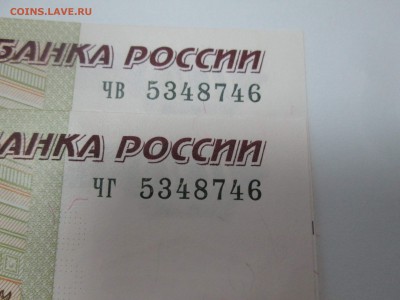 COINS.LAVE.RU
БАНКА РОССИИ
ЧВ 5348746
БАНКА РОССИИ
ЧГ 5348746